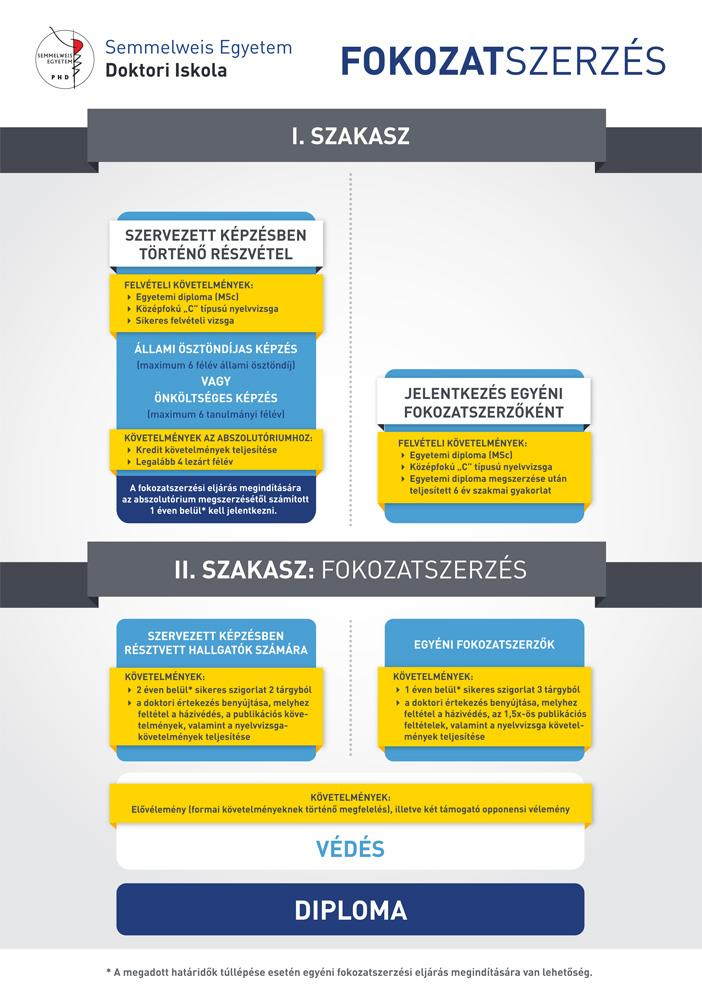 SEMMELWEIS
EGYETEM
PHD
Semmelweis Egyetem
Doktori Iskola
FOKOZATSZERZÉS
I. SZAKASZ
SZERVEZETT KÉPZÉSBEN
TÖRTÉNŐ RÉSZVÉTEL
FELVÉTELI KÖVETELMÉNYEK:
Egyetemi diploma (MSc)
Középfokú „C” típusú nyelvvizsga
Sikeres felvételi vizsga
ÁLLAMI ÖSZTÖNDÍJAS KÉPZÉS
(maximum 6 félév állami ösztöndíj)
VAGY
ÖNKÖLTSÉGES KÉPZÉS
(maximum 6 tanulmányi félév)
KÖVETELMÉNYEK AZ ABSZOLUTÓRIUMHOZ:
Kredit követelmények teljesítése
Legalább 4 lezárt félév
A fokozatszerzési eljárás megindítására
az abszolutórium megszerzésétől számított
1 éven belül* kell jelentkezni.
JELENTKEZÉS EGYÉNI
FOKOZATSZERZŐKÉNT
FELVÉTELI KÖVETELMÉNYEK:
Egyetemi diploma (MSc)
Középfokú „C” típusú nyelvvizsga
Egyetemi diploma megszerzése után
teljesített 6 év szakmai gyakorlat
II. SZAKASZ: FOKOZATSZERZÉS
SZERVEZETT KÉPZÉSBEN
RÉSZTVETT HALLGATÓK SZÁMÁRA
KÖVETELMÉNYEK:
2 éven belül* sikeres szigorlat 2 tárgyból
a doktori értekezés benyújtása, melyhez
feltétel a házivédés, a publikációs köve-
telmények, valamint a nyelvvizsga-
követelmények teljesítése
EGYÉNI FOKOZATSZERZŐK
KÖVETELMÉNYEK:
1 éven belül* sikeres szigorlat 3 tárgyból
a doktori értekezés benyújtása, melyhez
feltétel a házivédés, az 1,5x-ös publikációs
feltételek, valamint a nyelvvizsga követel-
mények teljesítése
KÖVETELMÉNYEK:
Elővélemény (formai követelményeknek történő megfelelés), illetve két támogató opponensi vélemény
VÉDÉS
DIPLOMA
* A megadott határidők túllépése esetén egyéni fokozatszerzési eljárás megindítására van lehetőség.